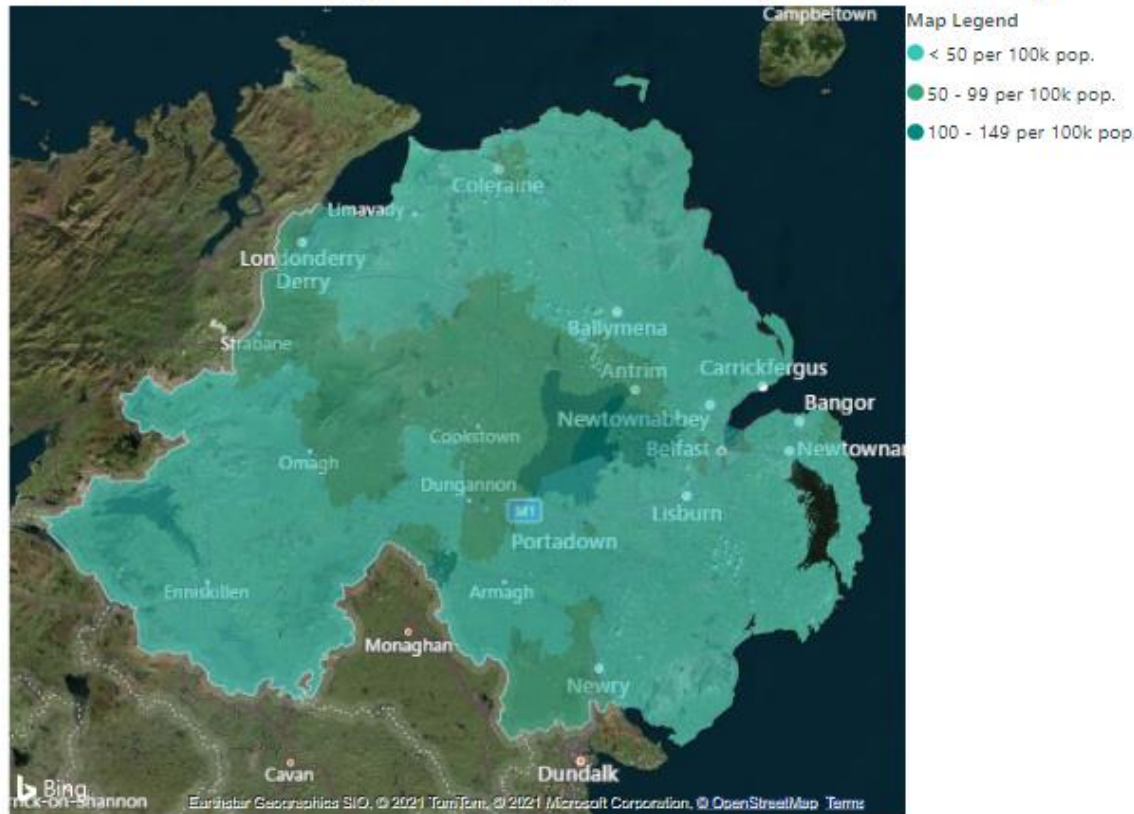 Campbeltown
Map Legend
< 50 per 100k pop.
50 - 99 per 100k pop.
100 - 149 per 100k pop
Coleraine
Limavady
Londonderry
Derry
Ballymena
Strabane
Antrim
Carrickfergus
Newtownabbey
Bangor
Cookstown
Belfast
Newtownar
Omagh
Dungannon
Lisburn
M1
Portadown
Enniskillen
Armagh
Monaghan
Newry
Cavan
Dundalk
Bing
rrick-on-Shannon
Earthstar Geographics SIO, © 2021 TomTom, © 2021 Microsoft Corporation, © OpenStreetMap Terms